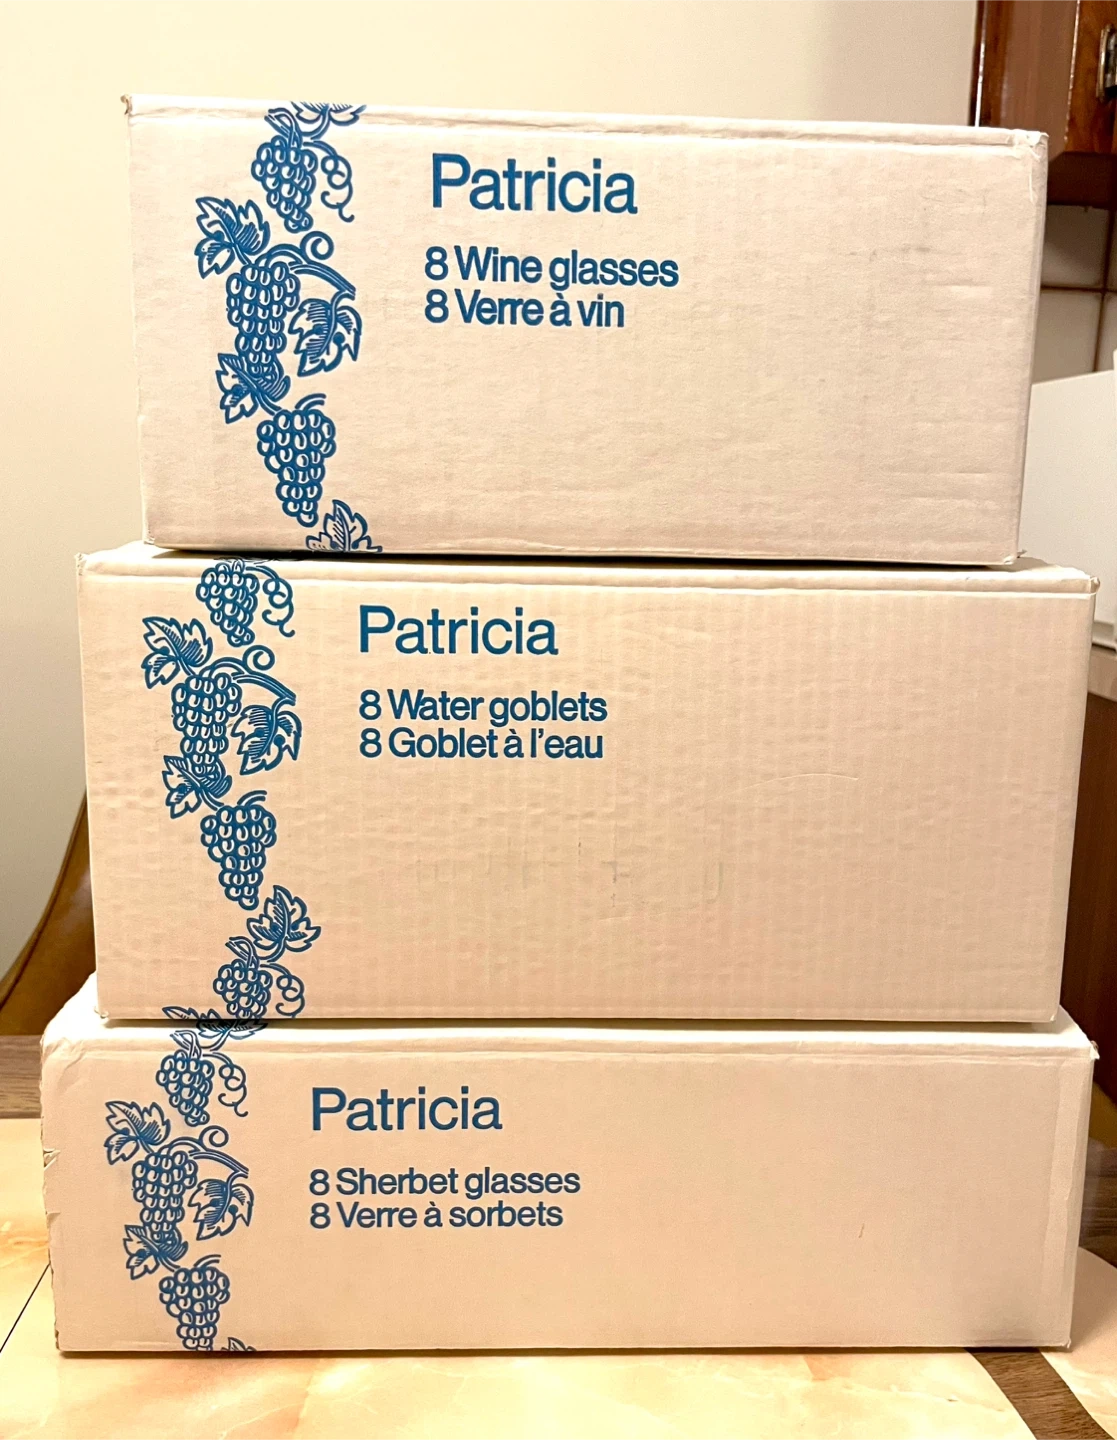 Patricia
8 Wine glasses
8 Verre à vin
Patricia
8 Water goblets
8 Goblet à l'eau
Patricia
8 Sherbet glasses
8 Verre à sorbets